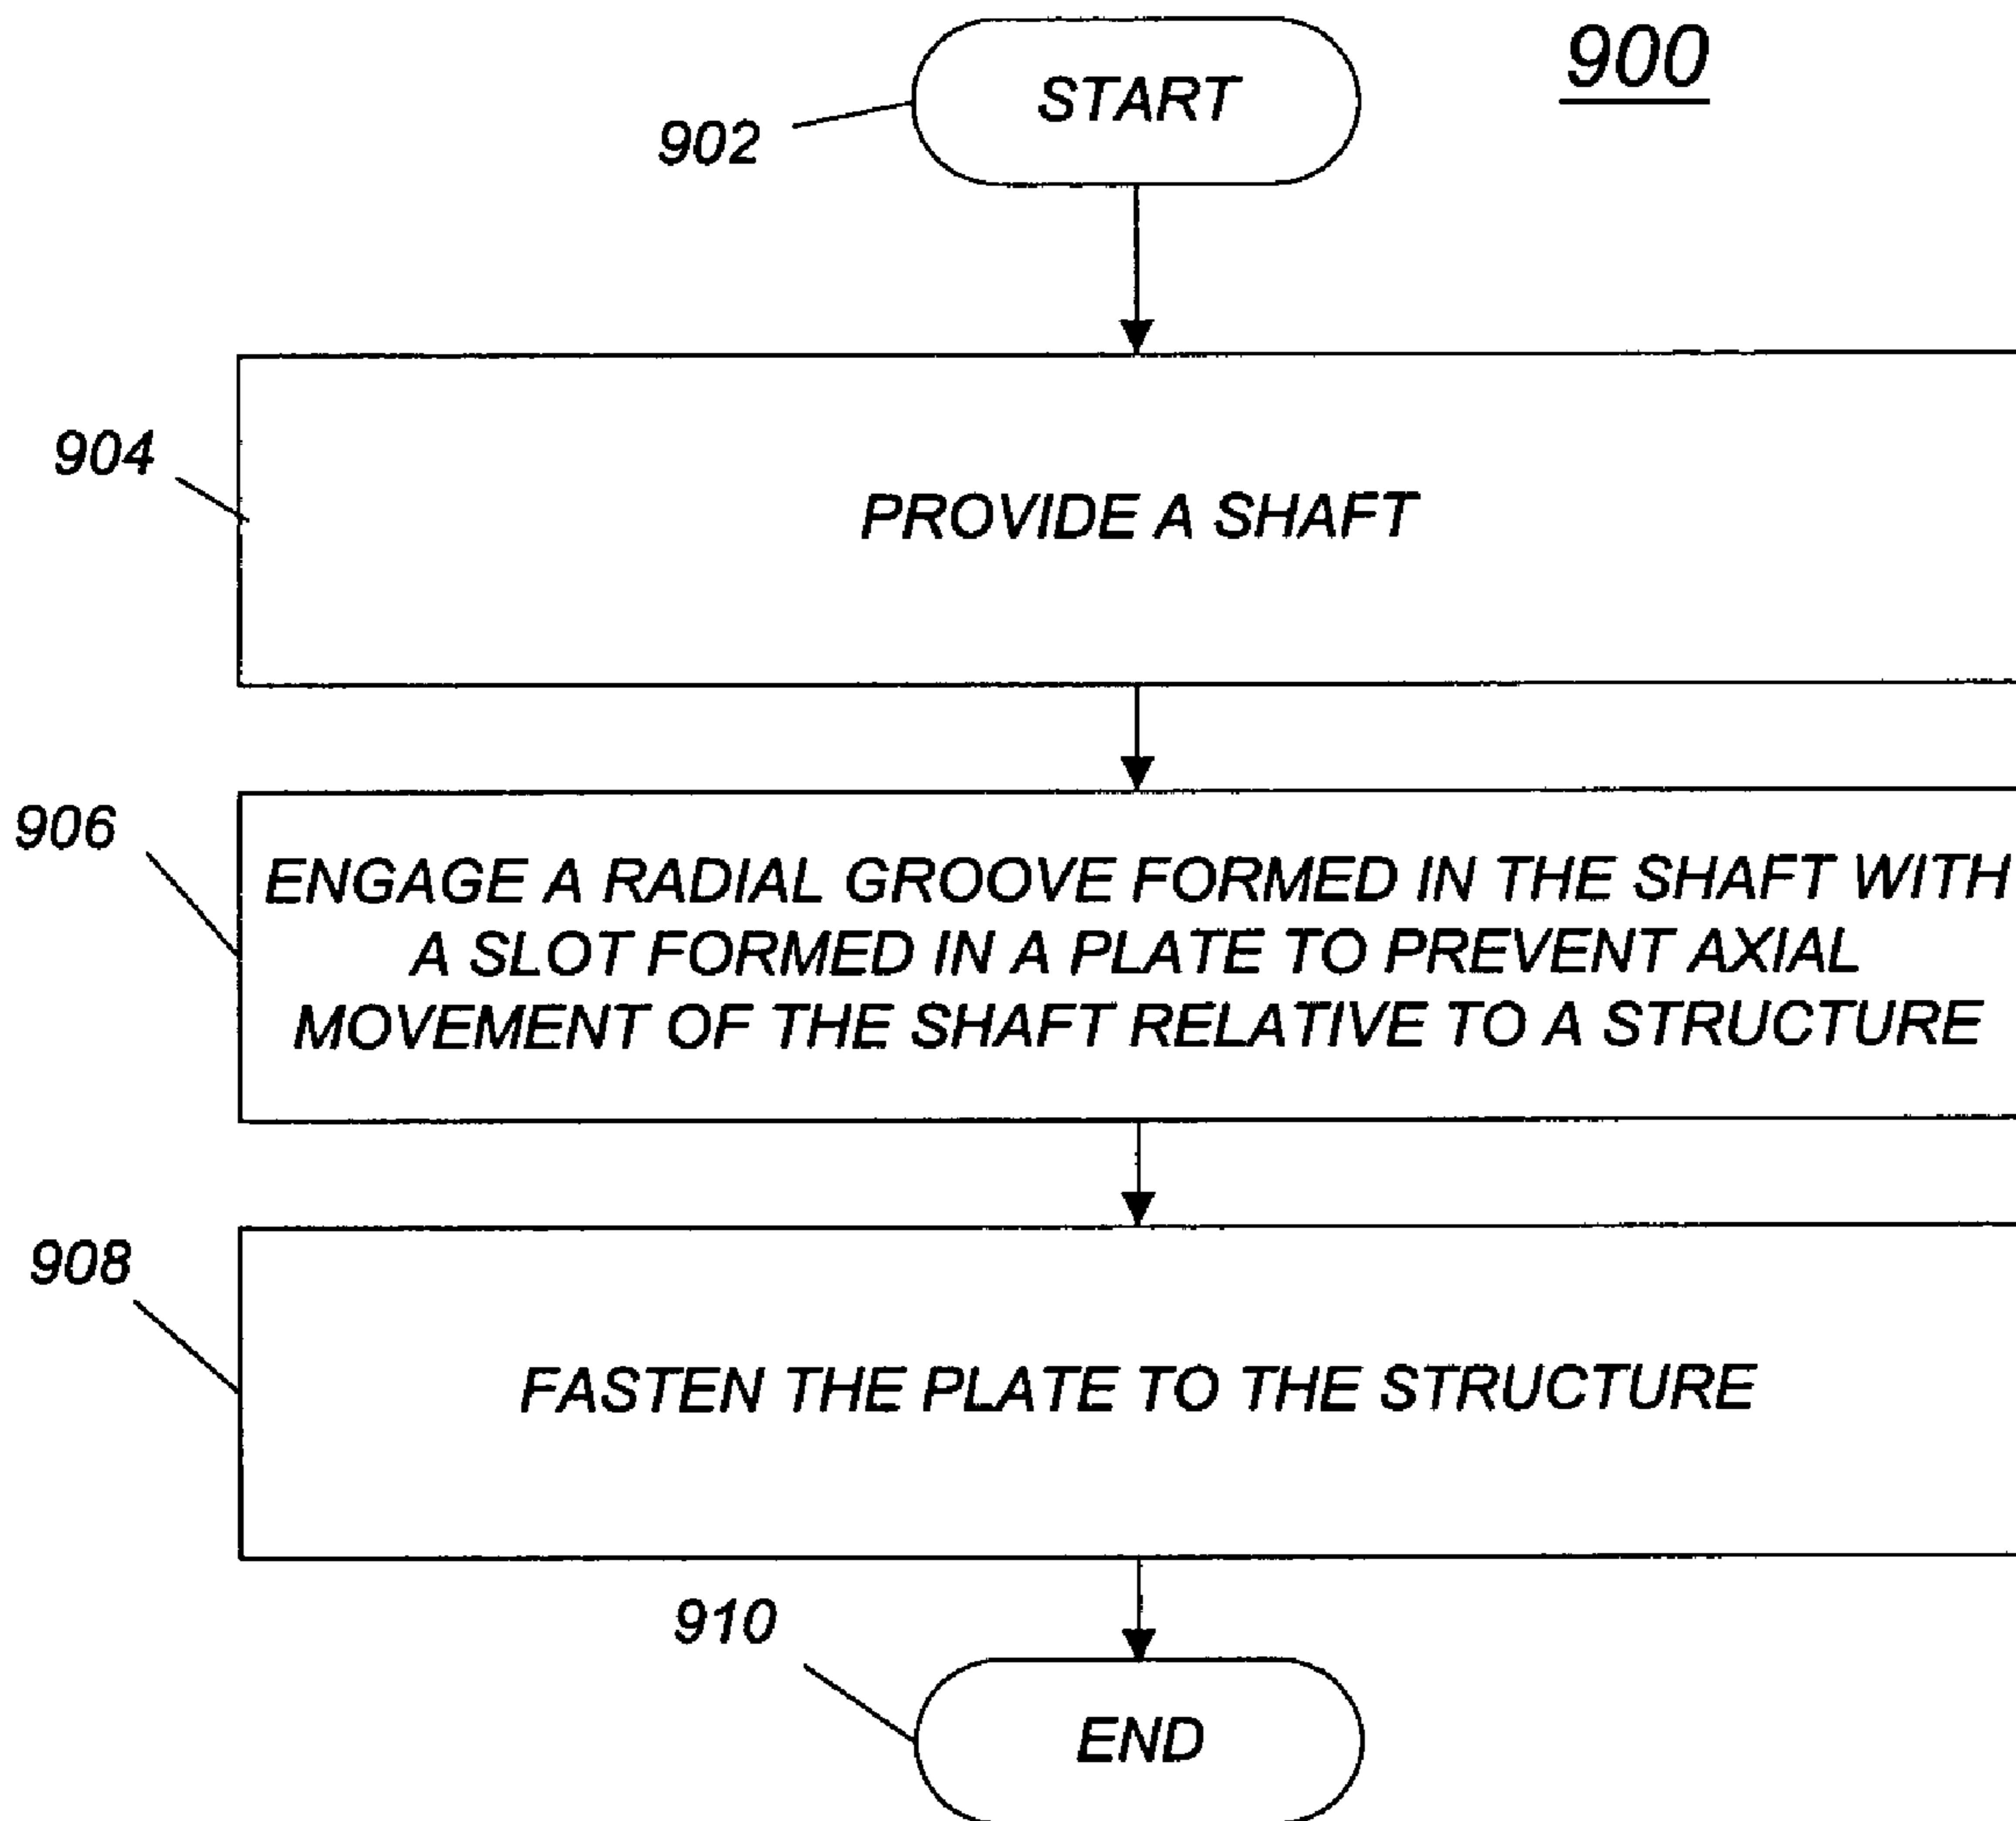 900
START
902
904
PROVIDE A SHAFT
906
ENGAGE A RADIAL GROOVE FORMED IN THE SHAFT WITH
A SLOT FORMED IN A PLATE TO PREVENT AXIAL
MOVEMENT OF THE SHAFT RELATIVE TO A STRUCTURE
908
FASTEN THE PLATE TO THE STRUCTURE
910
END